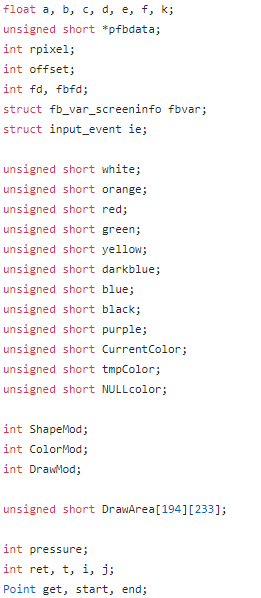 float a, b, c, d, e, f, k;
unsigned short *pfbdata;
int rpixel;
int offset;
int fd, fbfd;
struct fb_var_screeninfo fbvar;
struct input_event ie;
unsigned short white;
unsigned short orange;
unsigned short red;
unsigned short green;
unsigned short yellow;
unsigned short darkblue;
unsigned short blue;
unsigned short black;
unsigned short purple;
unsigned short CurrentColor;
unsigned short tmpColor;
unsigned short NULLcolor;
int ShapeMod;
int ColorMod;
int DrawMod;
unsigned short DrawArea[194][233];
int pressure;
int ret, t, i, j;
Point get, start, end;